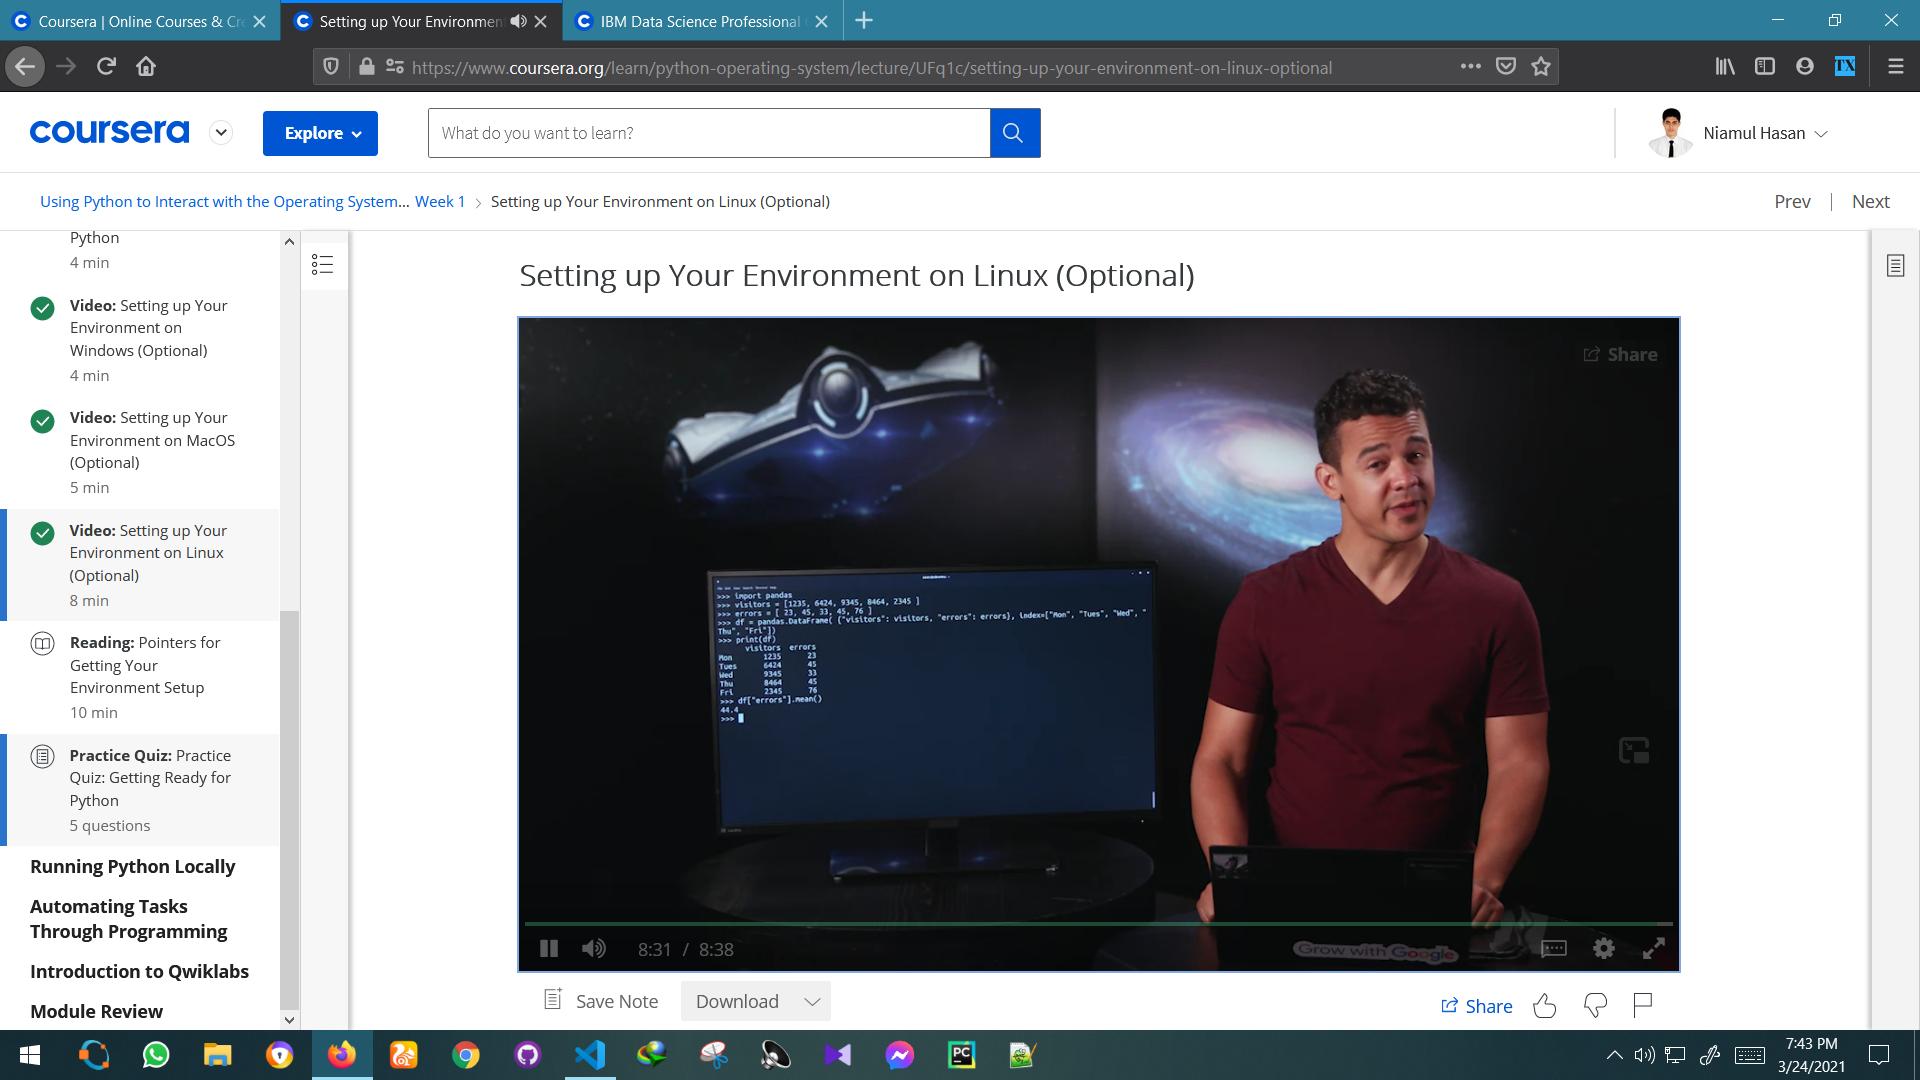 Coursera | Online Courses & Cre
Setting up Your Environmen
IBM Data Science Professional
https://www.coursera.org/learn/python-operating-system/lecture/UFq1c/setting-up-your-environment-on-linux-optional
coursera
Explore
What do you want to learn?
Niamul Hasan
Using Python to Interact with the Operating System... Week 1 > Setting up Your Environment on Linux (Optional)
Prev | Next
Python
4 min
Video: Setting up Your
Environment on
Windows (Optional)
4 min
Video: Setting up Your
Environment on MacOS
(Optional)
5 min
Video: Setting up Your
Environment on Linux
(Optional)
8 min
Reading: Pointers for
Getting Your
Environment Setup
10 min
Practice Quiz: Practice
Quiz: Getting Ready for
Python
5 questions
Running Python Locally
Automating Tasks
Through Programming
Introduction to Qwiklabs
Module Review
Setting up Your Environment on Linux (Optional)
Share
>>> import pandas
>>> visitors = [1235, 6424, 9345, 8464, 2345 ]
>>> errors = [ 23, 45, 33, 45, 76 ]
>>> df = pandas.DataFrame( {"visitors": visitors, "errors": errors}, index=["Mon", "Tues", "Wed", "
Thu", "Fri"])
>>> print(df)
visitors errors
Mon 1235 23
Tues 6424 45
Wed 9345 33
Thu 8464 45
Fri 2345 76
>>> df["errors"].mean()
44.4
>>>
8:31 / 8:38
Grow with Google
Save Note
Download
Share
TX
PC
7:43 PM
3/24/2021